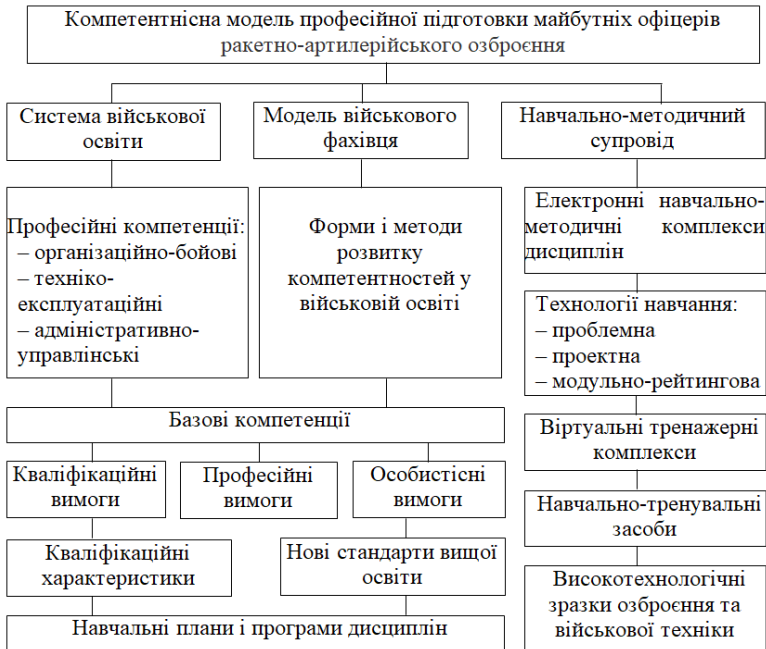 Компетентнісна модель професійної підготовки майбутніх офіцерів
ракетно-артилерійського озброєння
Система військової
освіти
Модель військового
фахівця
Навчально-методичний
супровід
Професійні компетенції:
– організаційно-бойові
– техніко-
експлуатаційні
– адміністративно-
управлінські
Форми і методи
розвитку
компетентностей у
військовій освіті
Електронні навчально-
методичні комплекси
дисциплін
Технології навчання:
– проблемна
– проектна
– модульно-рейтингова
Базові компетенції
Віртуальні тренажерні
комплекси
Кваліфікаційні
вимоги
Професійні
вимоги
Особистісні
вимоги
Навчально-тренувальні
засоби
Кваліфікаційні
характеристики
Нові стандарти вищої
освіти
Високотехнологічні
зразки озброєння та
військової техніки
Навчальні плани і програми дисциплін